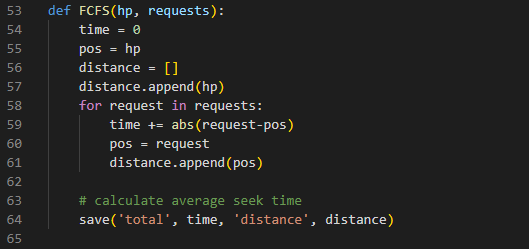 53 def FCFS(hp, requests):
54     time = 0
55     pos = hp
56     distance = []
57     distance.append(hp)
58     for request in requests:
59         time += abs(request-pos)
60         pos = request
61         distance.append(pos)
62
63     # calculate average seek time
64     save('total', time, 'distance', distance)
65